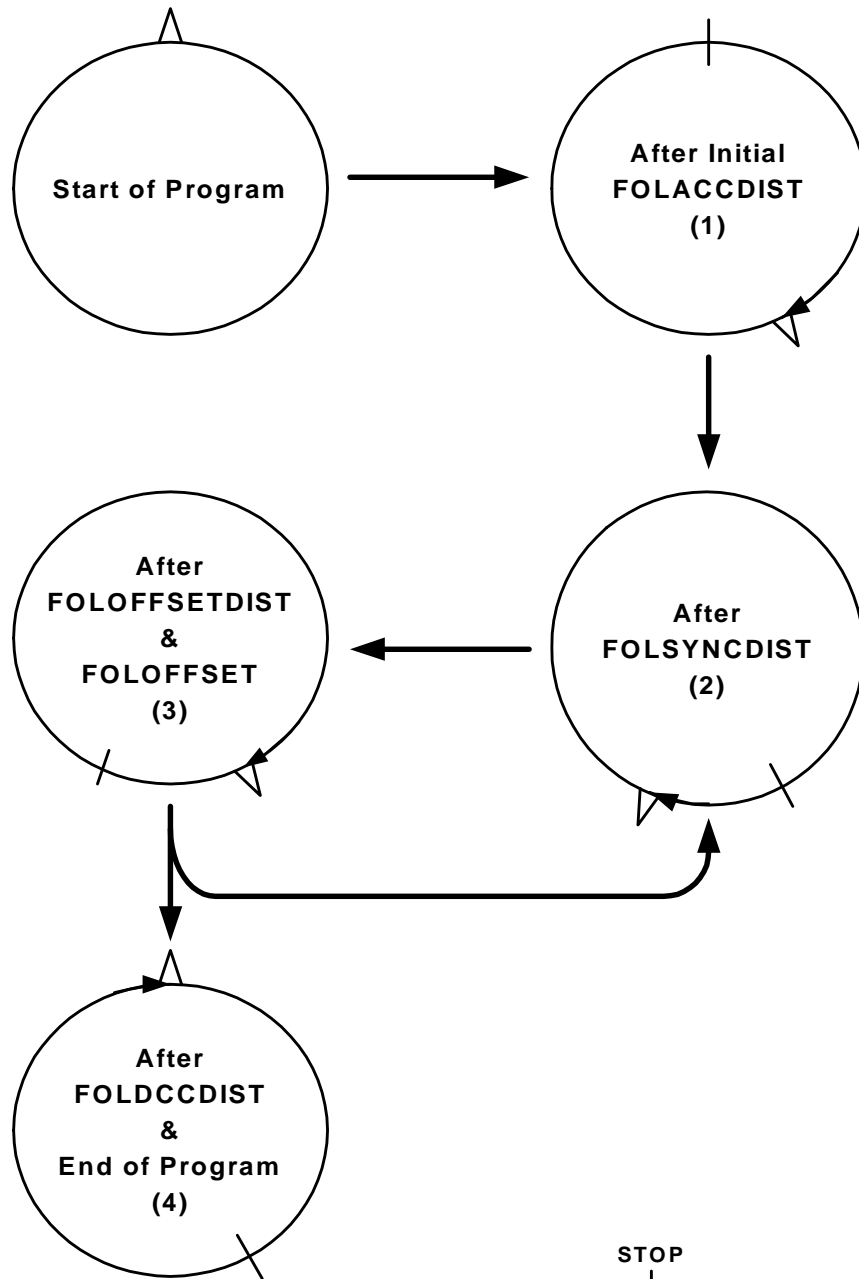 Start of Program
After Initial
FOLACCDIST
(1)
After
FOLOFFSETDIST
&
FOLOFFSET
(3)
After
FOLSYNCDIST
(2)
After
FOLDCCDIST
&
End of Program
(4)
STOP